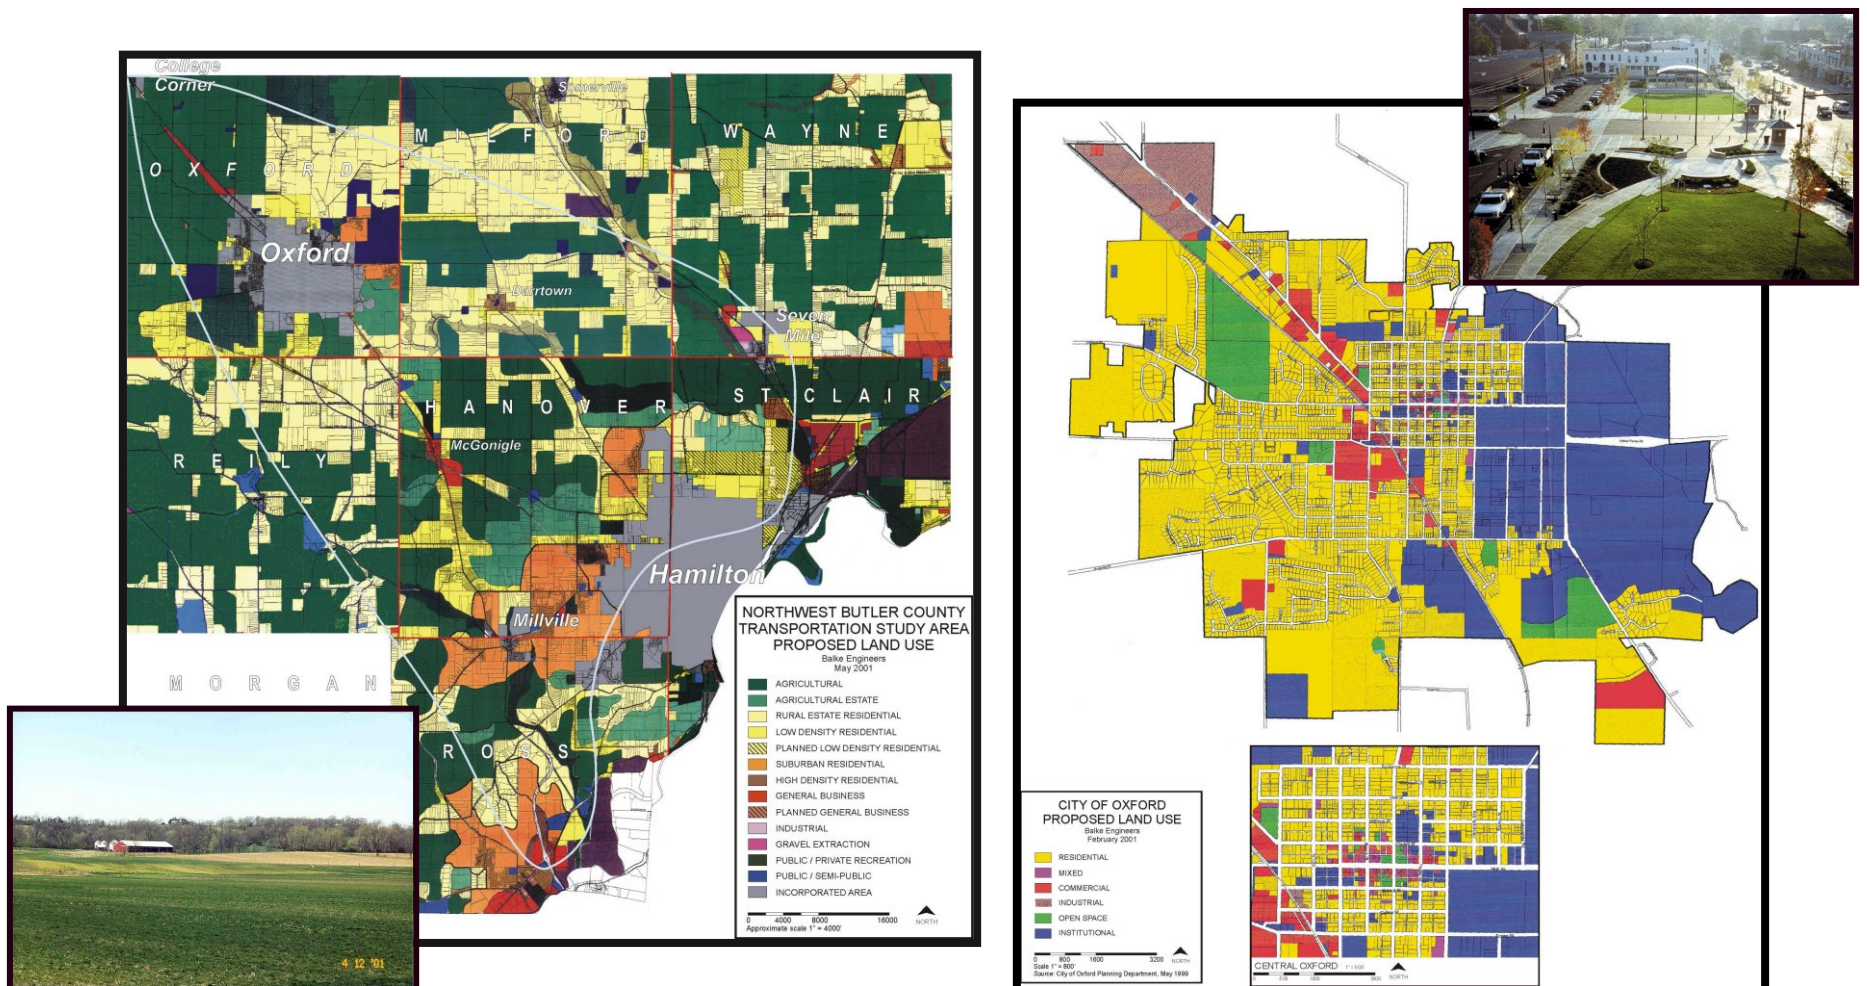 College
Corner
Somerville
MILFORD
WAYNE
OXFORD
Oxford
Darrtown
Seven
Mile
HANOVER
ST CLAIR
McGonigle
REILY
Hamilton
Millville
MORGAN
ROSS
NORTHWEST BUTLER COUNTY
TRANSPORTATION STUDY AREA
PROPOSED LAND USE
Balke Engineers
May 2001
AGRICULTURAL
AGRICULTURAL ESTATE
RURAL ESTATE RESIDENTIAL
LOW DENSITY RESIDENTIAL
PLANNED LOW DENSITY RESIDENTIAL
SUBURBAN RESIDENTIAL
HIGH DENSITY RESIDENTIAL
GENERAL BUSINESS
PLANNED GENERAL BUSINESS
INDUSTRIAL
GRAVEL EXTRACTION
PUBLIC / PRIVATE RECREATION
PUBLIC / SEMI-PUBLIC
INCORPORATED AREA
0 4000 8000 16000
NORTH
Approximate scale 1" = 4000'
4 12 '01
CITY OF OXFORD
PROPOSED LAND USE
Balke Engineers
February 2001
RESIDENTIAL
MIXED
COMMERCIAL
INDUSTRIAL
OPEN SPACE
INSTITUTIONAL
0 800 1600 3200
NORTH
Scale 1" = 800'
Source: City of Oxford Planning Department, May 1999
CENTRAL OXFORD
NORTH